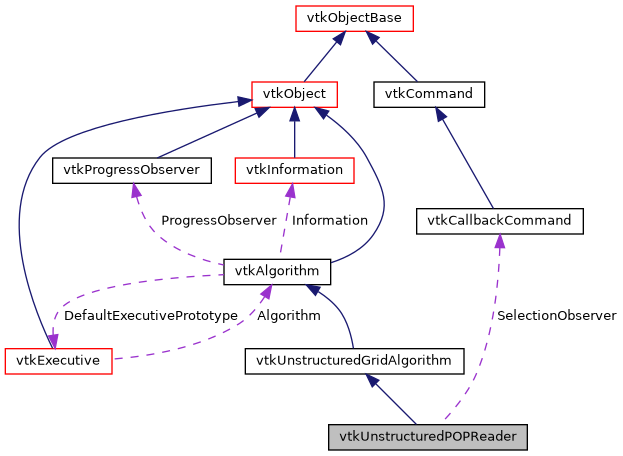 vtkObjectBase
vtkObject
vtkCommand
vtkProgressObserver
vtkInformation
ProgressObserver
Information
vtkCallbackCommand
vtkAlgorithm
DefaultExecutivePrototype
Algorithm
SelectionObserver
vtkExecutive
vtkUnstructuredGridAlgorithm
vtkUnstructuredPOPReader